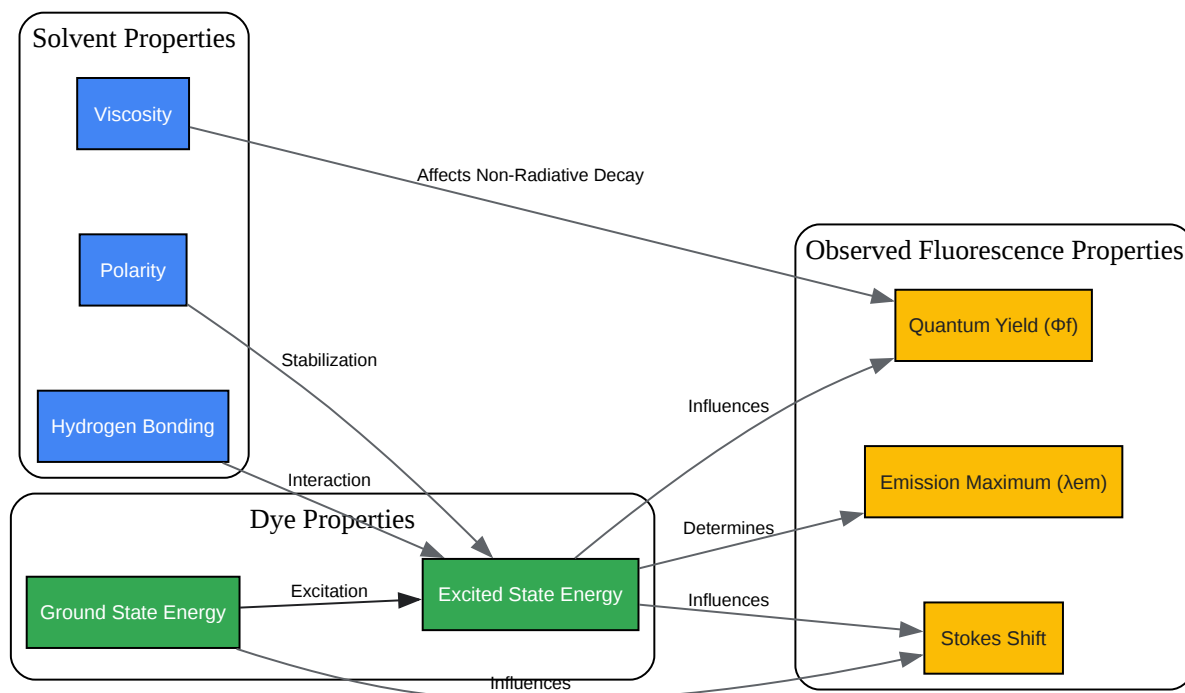 Solvent Properties
Viscosity
Affects Non-Radiative Decay
Polarity
Observed Fluorescence Properties
Quantum Yield (Φf)
Stabilization
Influences
Hydrogen Bonding
Interaction
Emission Maximum (λem)
Dye Properties
Determines
Excitation
Excited State Energy
Influences
Ground State Energy
Stokes Shift
Influences